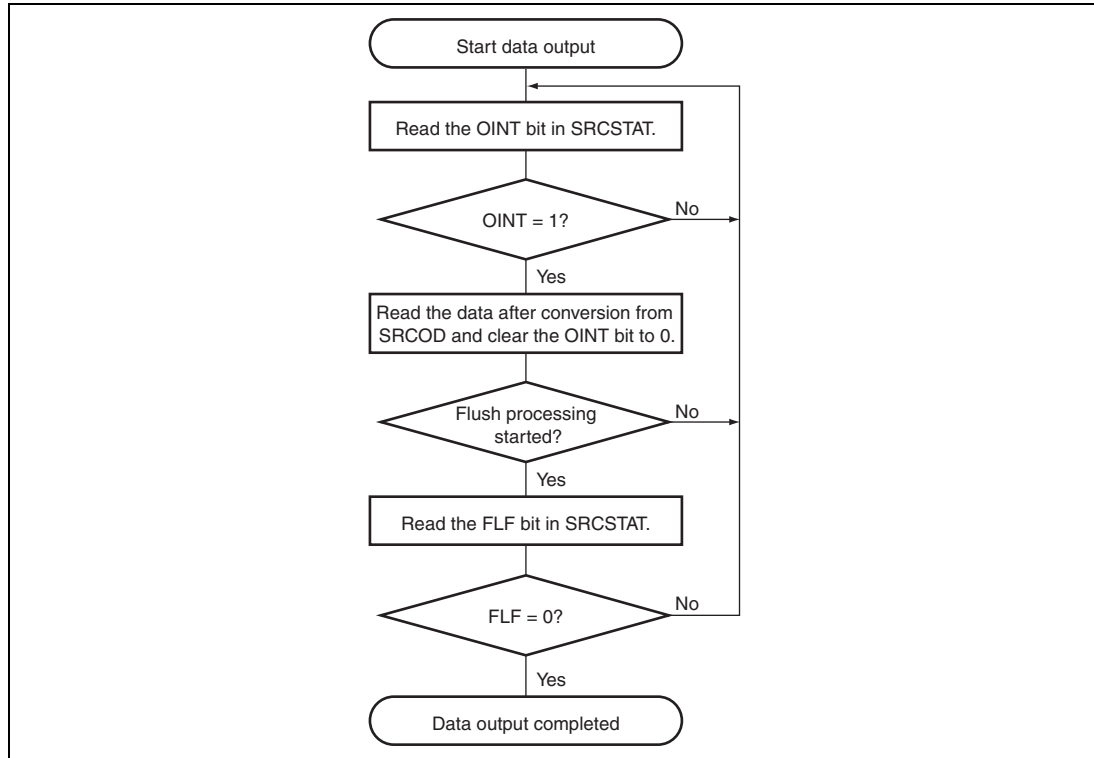 Start data output
Read the OINT bit in SRCSTAT.
OINT = 1?
No
Yes
Read the data after conversion from
SRCOD and clear the OINT bit to 0.
Flush processing
started?
No
Yes
Read the FLF bit in SRCSTAT.
FLF = 0?
No
Yes
Data output completed